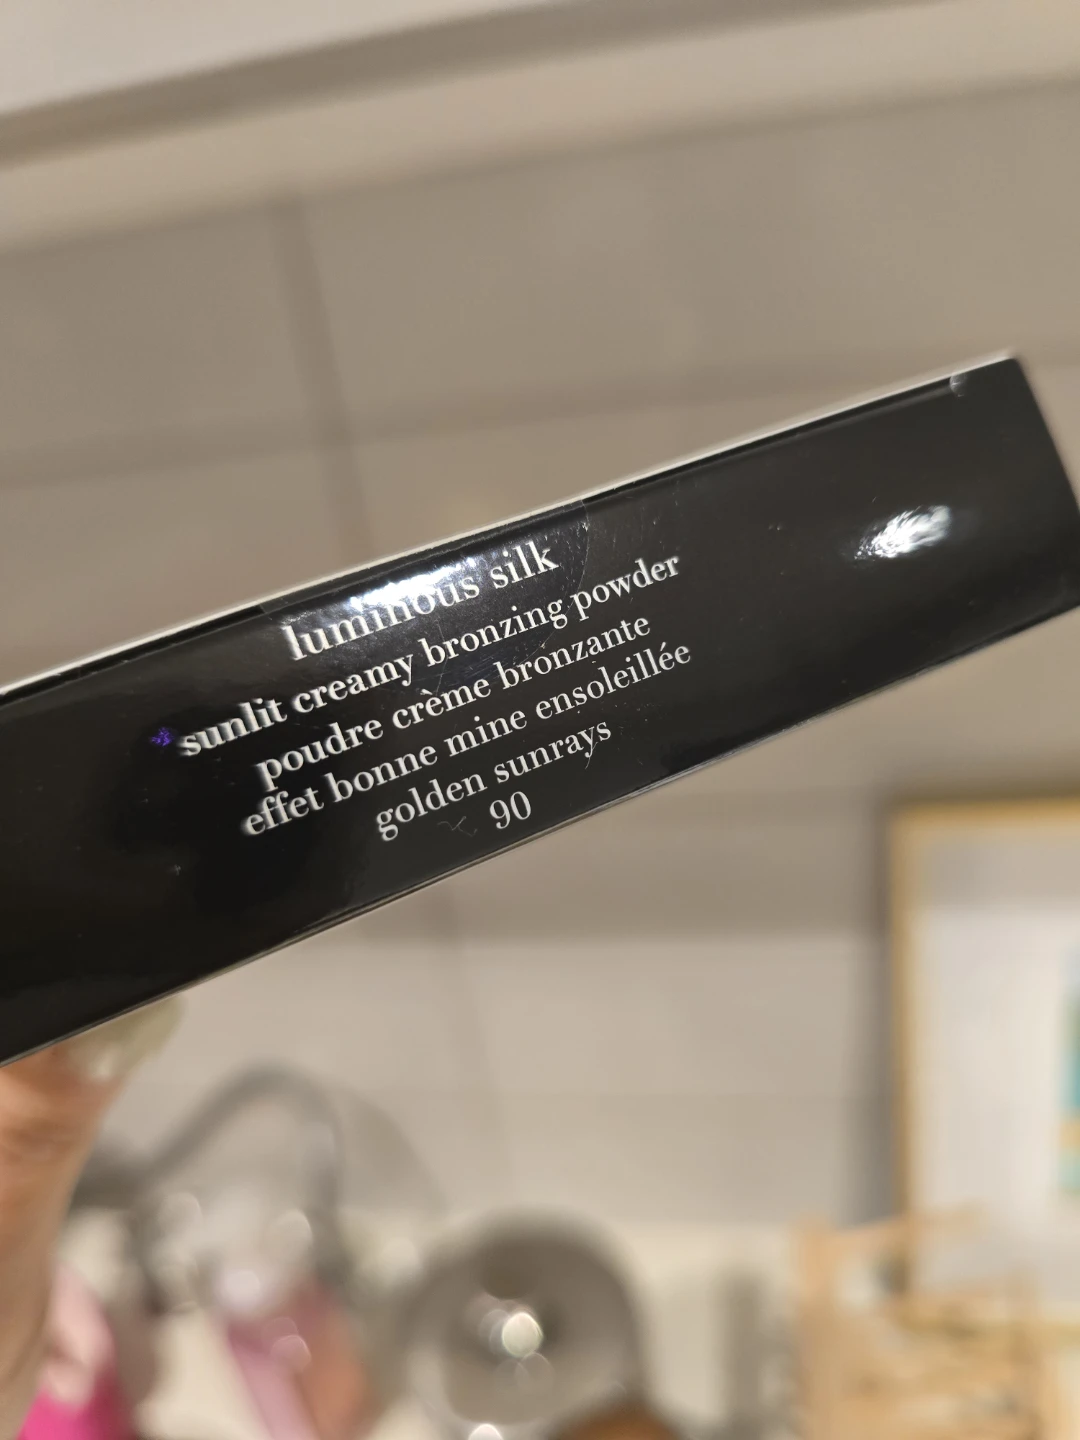 luminous silk
sunlit creamy bronzing powder
poudre crème bronzante
effet bonne mine ensoleillée
golden sunrays
90